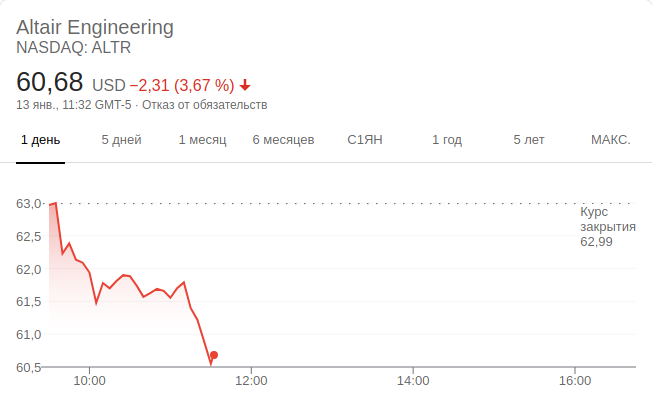 Altair Engineering
NASDAQ: ALTR
60,68 USD −2,31 (3,67 %)
13 янв., 11:32 GMT-5 · Отказ от обязательств
1 день 5 дней 1 месяц 6 месяцев С1ЯН 1 год 5 лет МАКС.
63,0
Курс
закрытия
62,99
62,5
62,0
61,5
61,0
60,5
10:00 12:00 14:00 16:00